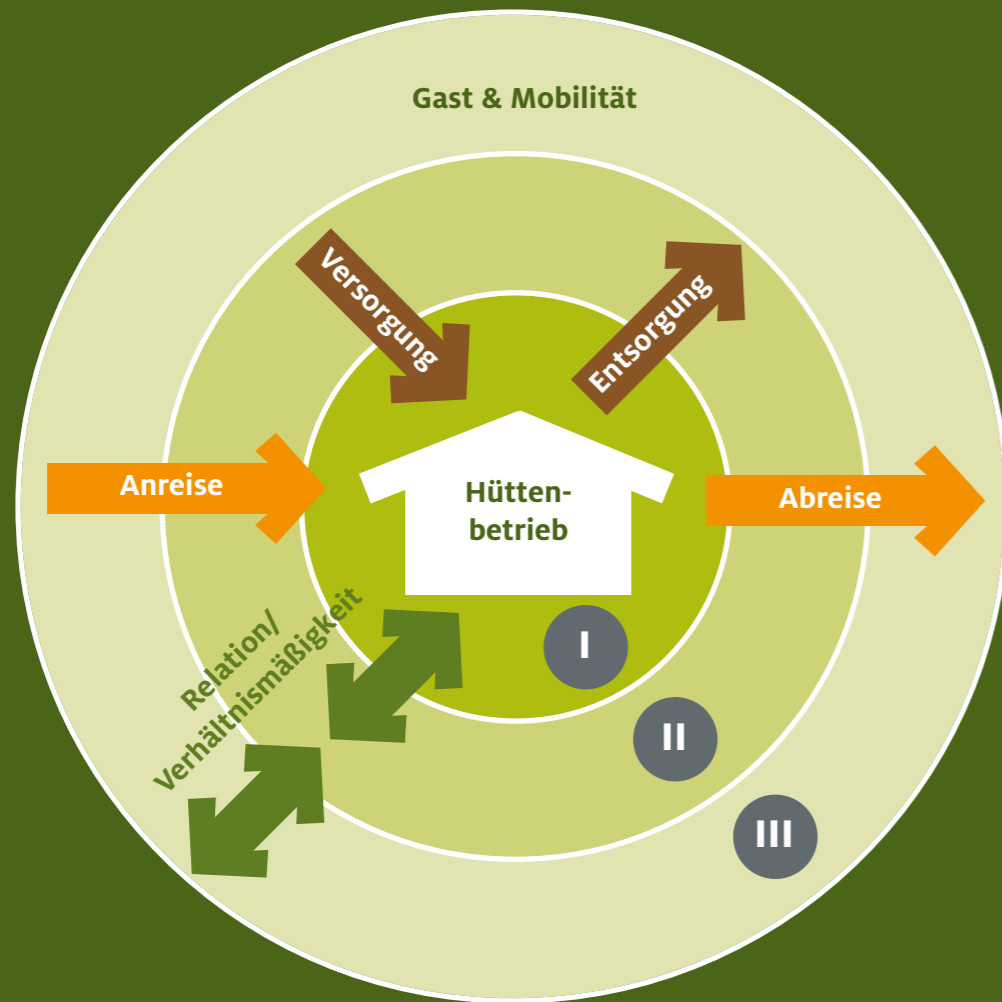 Gast & Mobilität
Versorgung
Entsorgung
Anreise
Hütten-
betrieb
Abreise
Relation/
Verhältnismäßigkeit
I
II
III